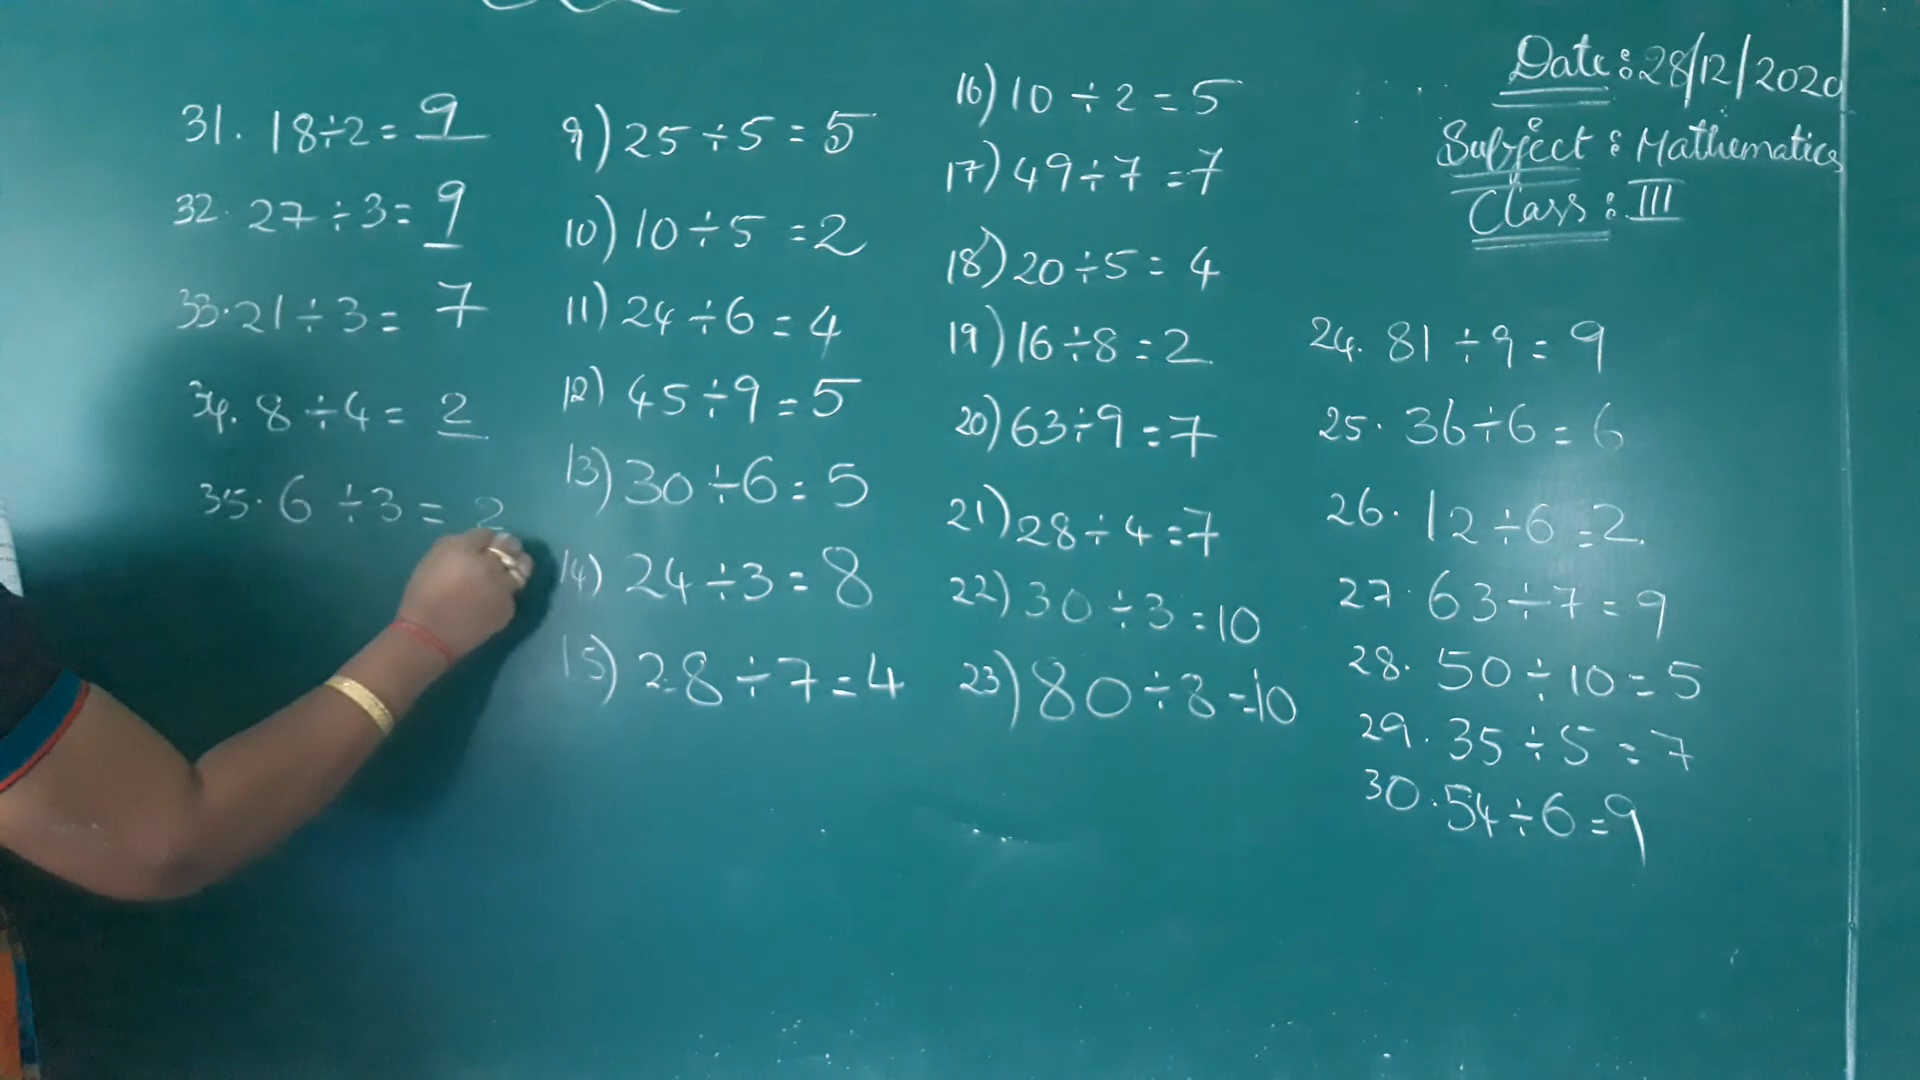 Date : 28/12/2020
Subject : Mathematics
Class : III
31. 18÷2= 9
32. 27÷3= 9
33. 21÷3= 7
34. 8÷4= 2
35. 6÷3= 2
9) 25÷5=5
10) 10÷5=2
11) 24÷6=4
12) 45÷9=5
13) 30÷6=5
14) 24÷3=8
15) 28÷7=4
16) 10÷2=5
17) 49÷7=7
18) 20÷5=4
19) 16÷8=2
20) 63÷9=7
21) 28÷4=7
22) 30÷3=10
23) 80÷8=10
24. 81÷9=9
25. 36÷6=6
26. 12÷6=2
27. 63÷7=9
28. 50÷10=5
29. 35÷5=7
30. 54÷6=9